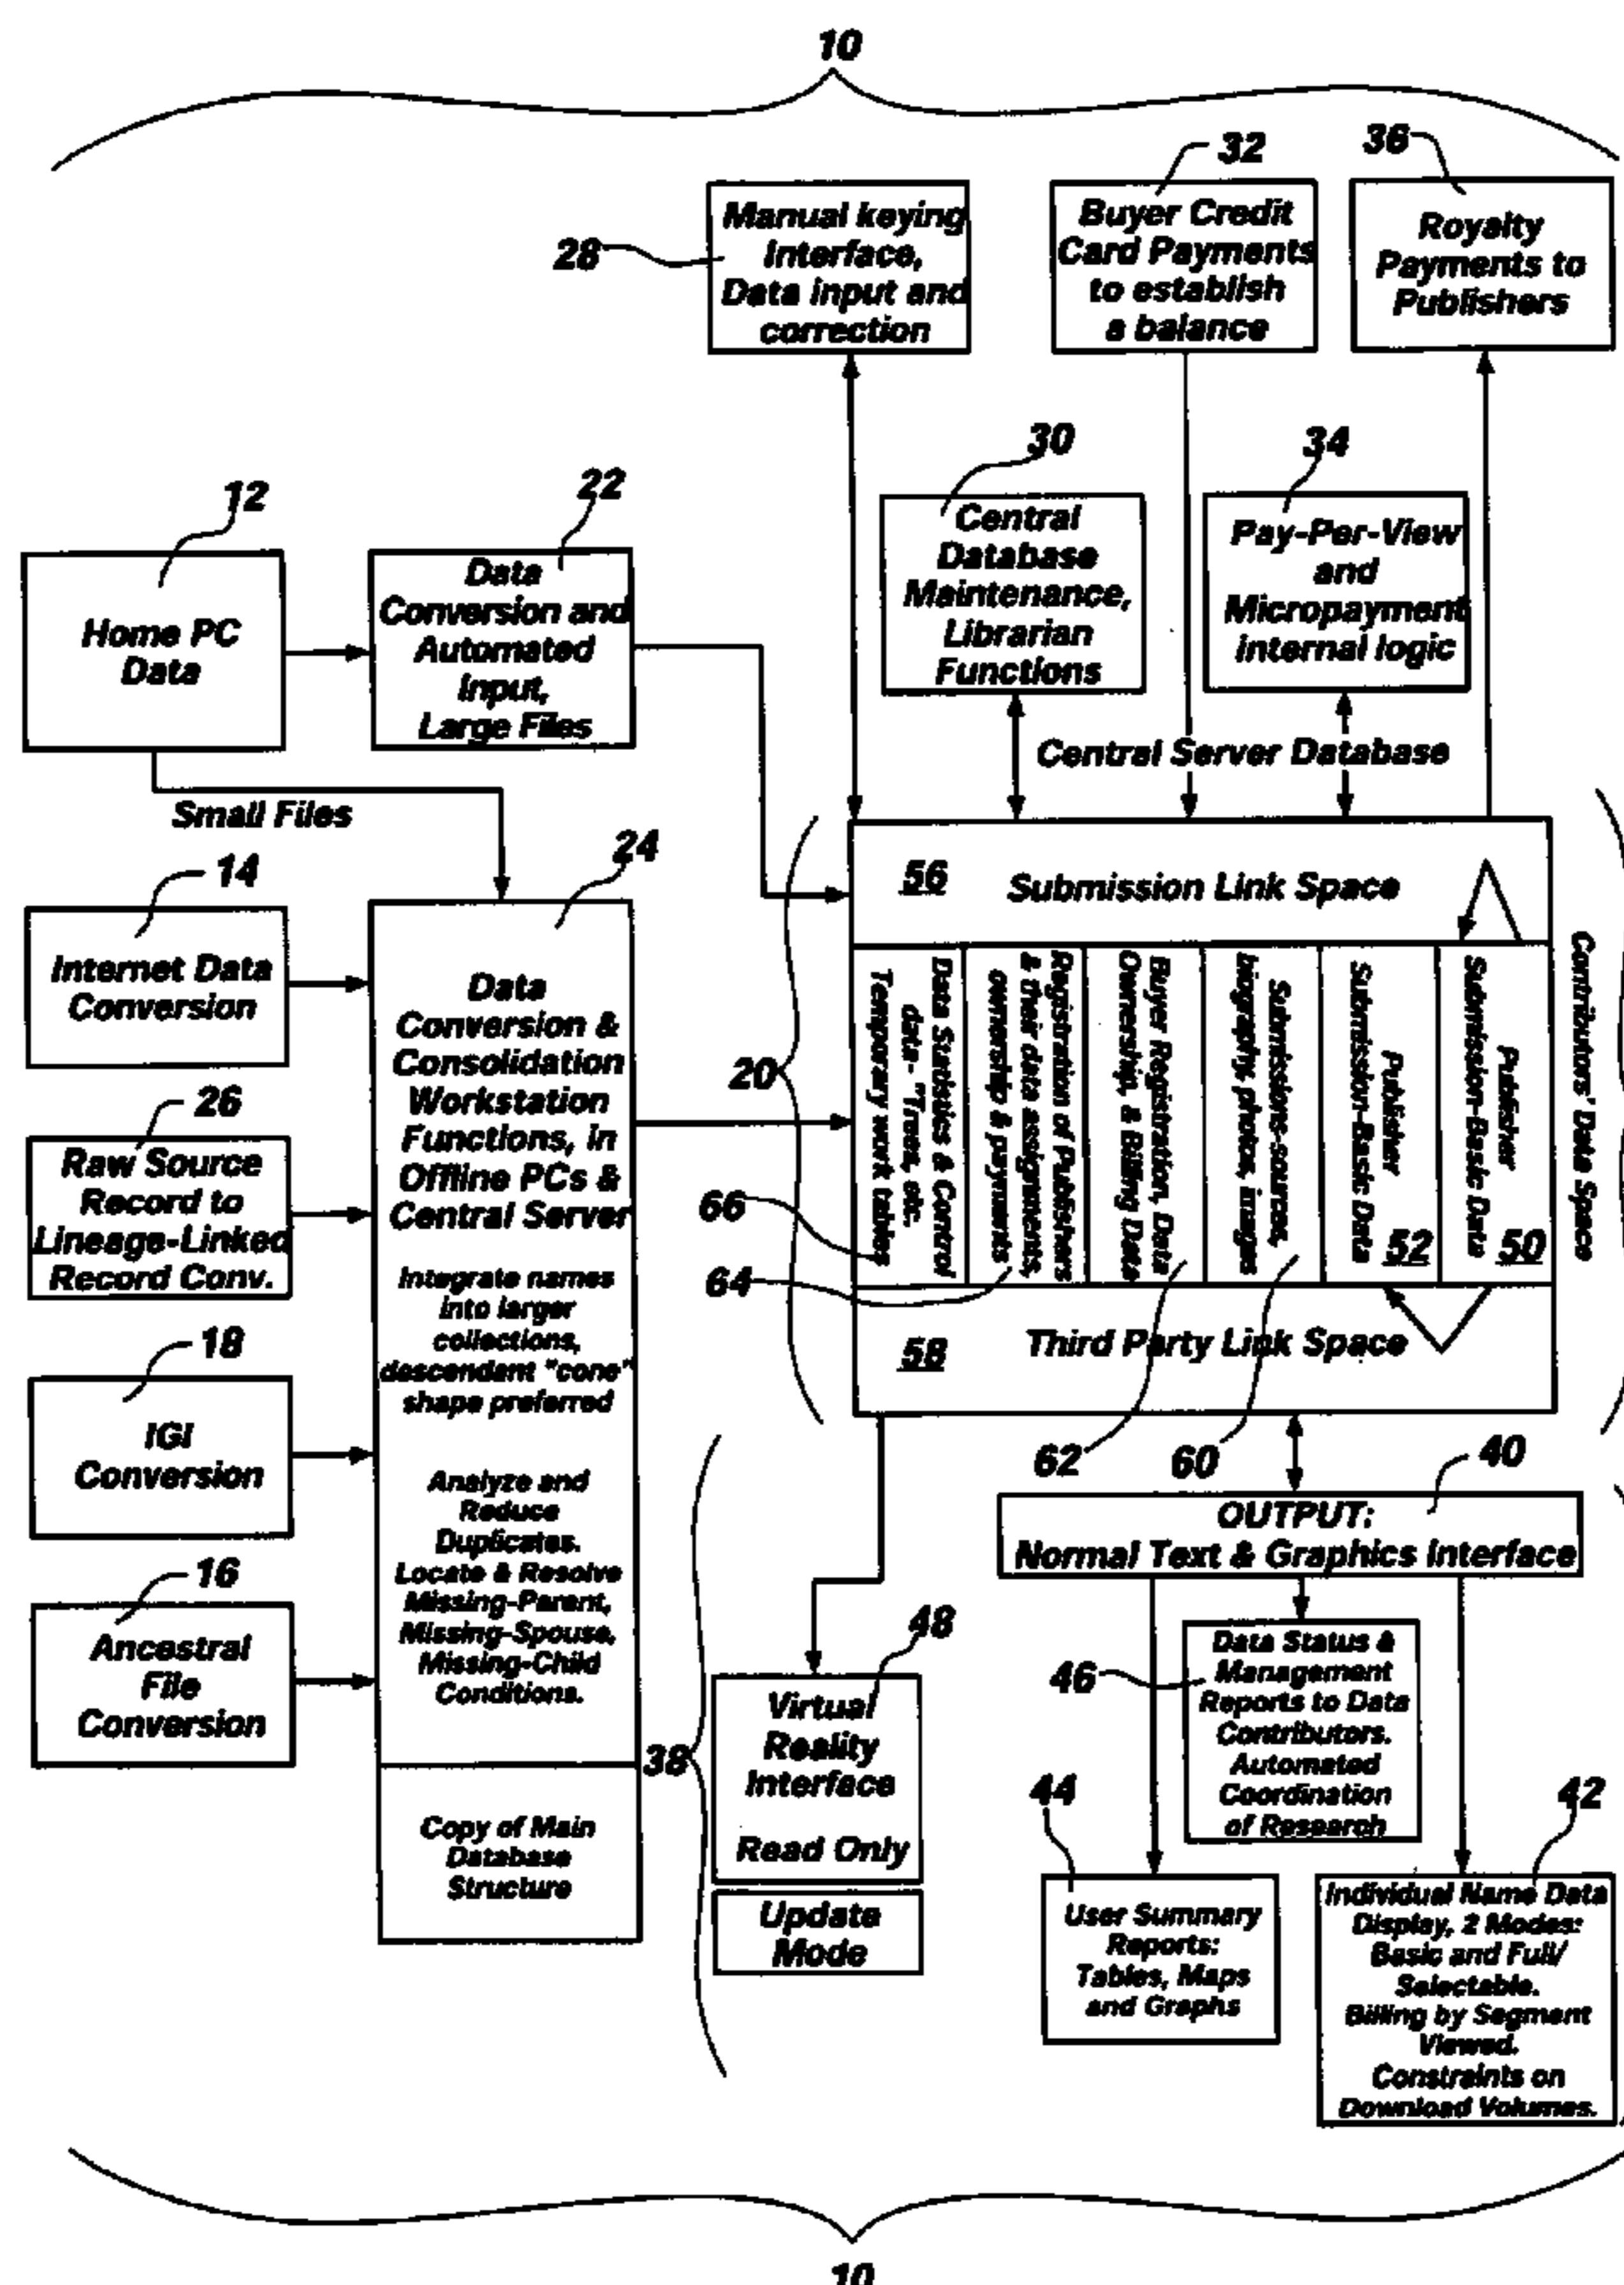 10
32
36
28
Manual keying
Interface,
Data input and
correction
Buyer Credit
Card Payments
to establish
a balance
Royalty
Payments to
Publishers
12
22
30
34
Home PC
Data
Data
Conversion and
Automated
Input,
Large Files
Central
Database
Maintenance,
Librarian
Functions
Pay-Per-View
and
Micropayment
internal logic
Central Server Database
Small Files
14
Internet Data
Conversion
26
Raw Source
Record to
Lineage-Linked
Record Conv.
18
IGI
Conversion
16
Ancestral
File
Conversion
24
Data
Conversion &
Consolidation
Workstation
Functions, in
Offline PCs &
Central Server
Integrate names
into larger
collections,
descendent "cone"
shape preferred
Analyze and
Reduce
Duplicates.
Locate & Resolve
Missing-Parent,
Missing-Spouse,
Missing-Child
Conditions.
Copy of Main
Database
Structure
20
56
Submission Link Space
Data Statistics & Control
data - "Trees, etc.
Temporary work tables
66
Registration of Publishers
& their data assignments,
ownership & payments
64
Buyer Registration, Data
Ownership, & Billing Data
62
Submissions-sources,
biography, photos, images
60
Publisher
Submission-Basic Data
52
Publisher
Submission-Basic Data
50
Contributors' Data Space
58
Third Party Link Space
38
48
Virtual
Reality
Interface
Read Only
Update
Mode
40
OUTPUT:
Normal Text & Graphics Interface
46
Data Status &
Management
Reports to Data
Contributors.
Automated
Coordination
of Research
44
User Summary
Reports:
Tables, Maps
and Graphs
42
Individual Name Data
Display, 2 Modes:
Basic and Full/
Selectable.
Billing by Segment
Viewed.
Constraints on
Download Volumes.
10